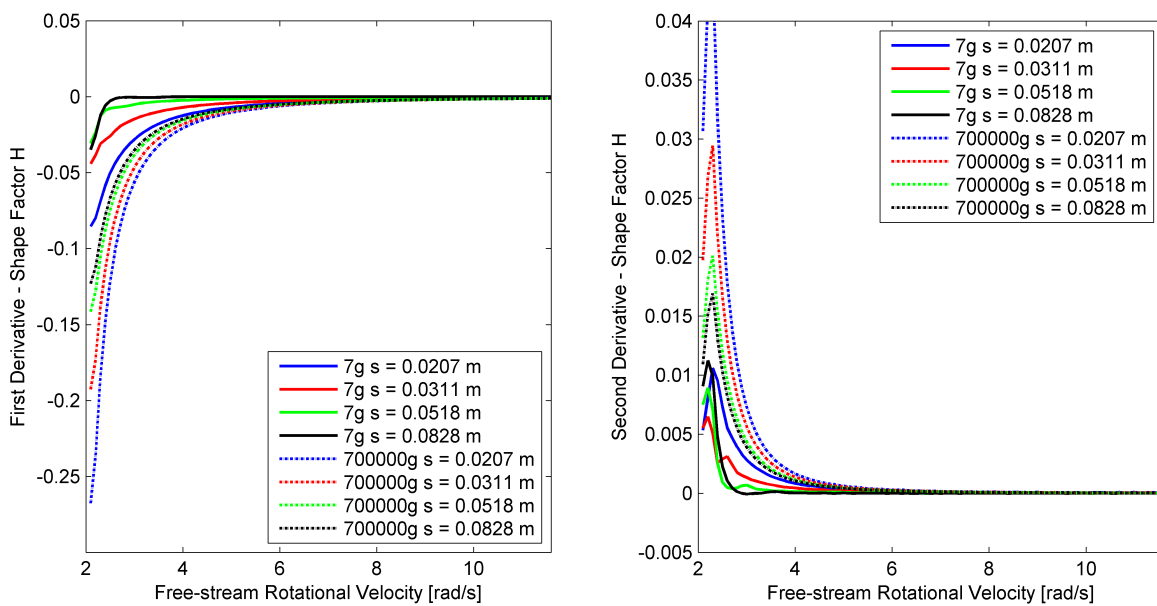 0.05
0
-0.05
-0.1
-0.15
-0.2
-0.25
2 4 6 8 10
First Derivative - Shape Factor H
Free-stream Rotational Velocity [rad/s]
7g s = 0.0207 m
7g s = 0.0311 m
7g s = 0.0518 m
7g s = 0.0828 m
700000g s = 0.0207 m
700000g s = 0.0311 m
700000g s = 0.0518 m
700000g s = 0.0828 m
0.04
0.035
0.03
0.025
0.02
0.015
0.01
0.005
0
-0.005
2 4 6 8 10
Second Derivative - Shape Factor H
Free-stream Rotational Velocity [rad/s]
7g s = 0.0207 m
7g s = 0.0311 m
7g s = 0.0518 m
7g s = 0.0828 m
700000g s = 0.0207 m
700000g s = 0.0311 m
700000g s = 0.0518 m
700000g s = 0.0828 m